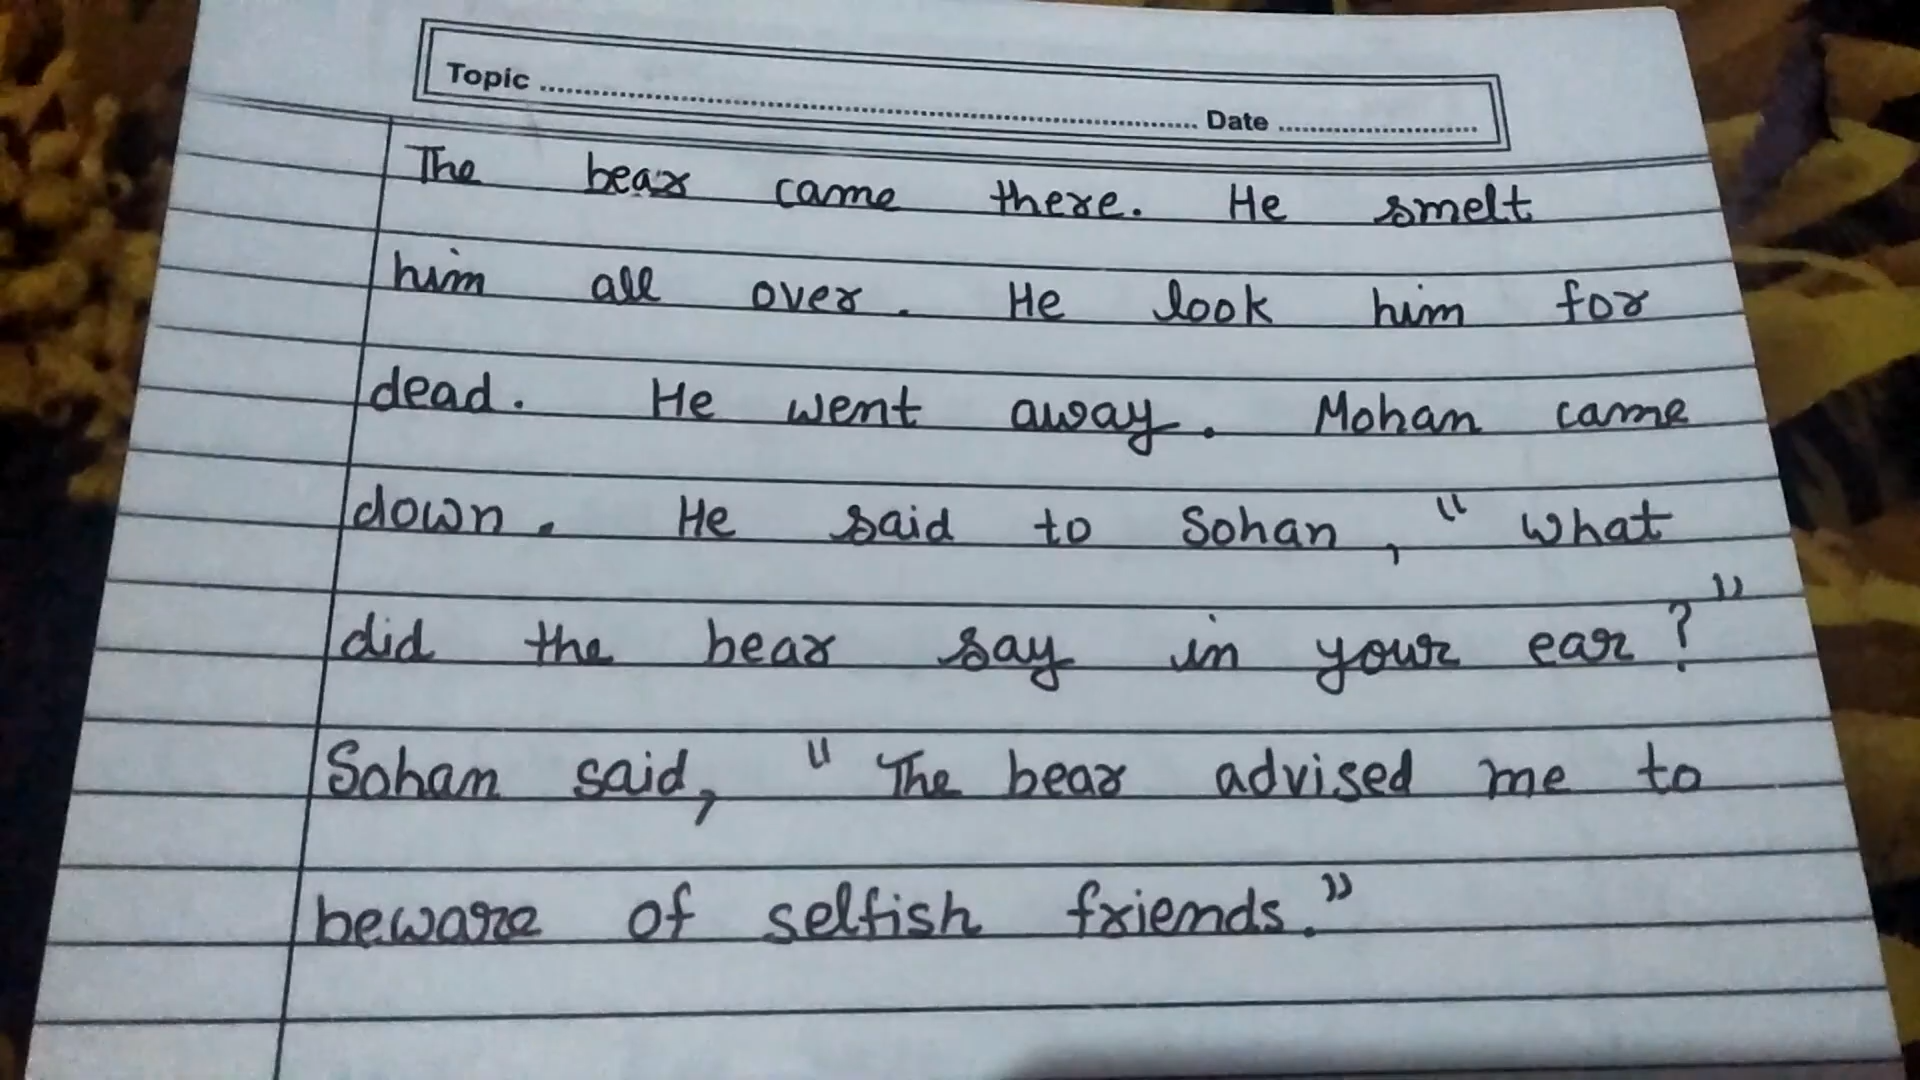 Topic ........ Date ........
The bear came there. He smelt
him all over. He look him for
dead. He went away. Mohan came
down. He said to Sohan, "what
did the bear say in your ear?"
Sohan said, "The bear advised me to
beware of selfish friends."